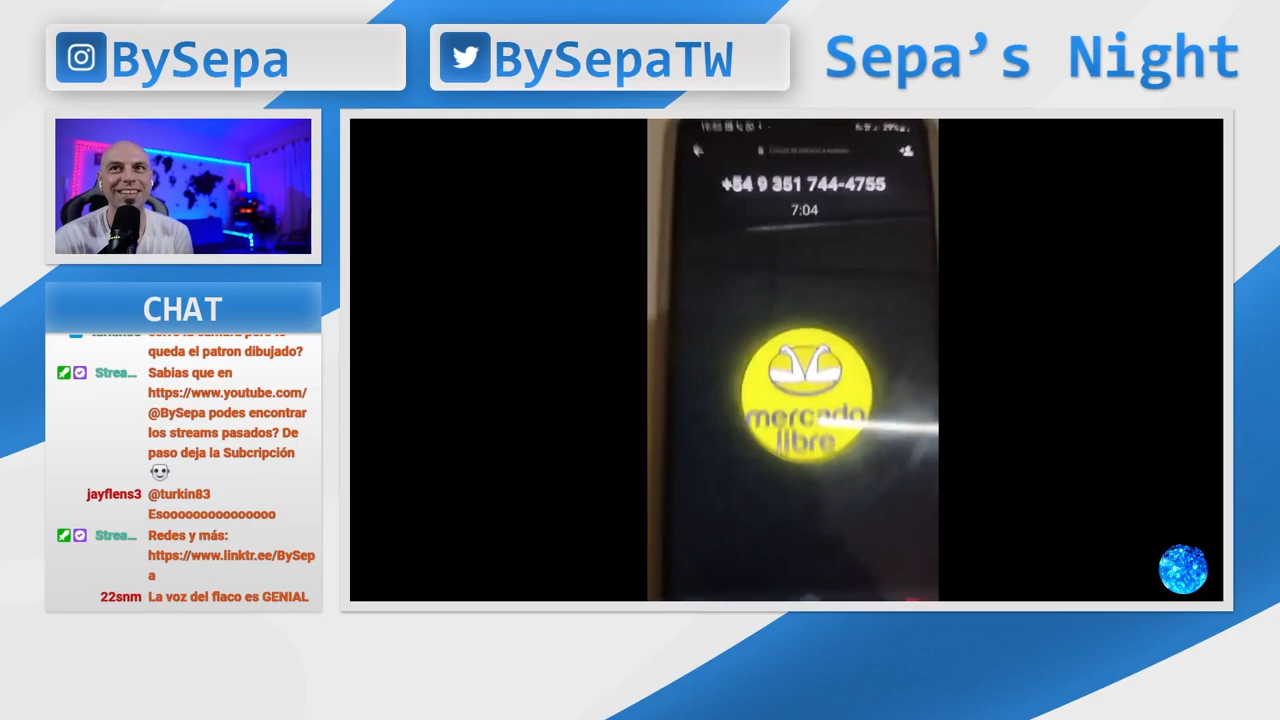 BySepa
BySepaTW
Sepa’s Night
+54 9 351 744-4755
7:04
mercado
libre
CHAT
queda el patron dibujado?
Strea... Sabias que en
https://www.youtube.com/
@BySepa podes encontrar
los streams pasados? De
paso deja la Subcripción
jayflens3 @turkin83
Esooooooooooooooo
Strea... Redes y más:
https://www.linktr.ee/BySep
a
22snm La voz del flaco es GENIAL